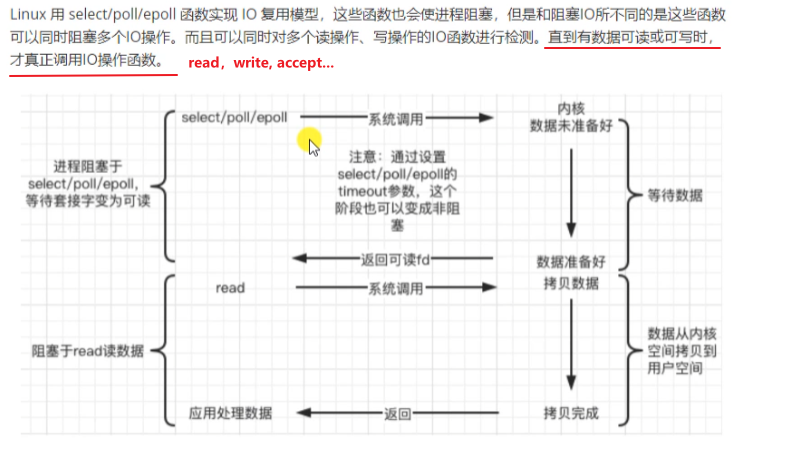 Linux 用 select/poll/epoll 函数实现 IO 复用模型，这些函数也会使进程阻塞，但是和阻塞IO所不同的是这些函数
可以同时阻塞多个IO操作。而且可以同时对多个读操作、写操作的IO函数进行检测。直到有数据可读或可写时，
才真正调用IO操作函数。 read，write, accept...
select/poll/epoll
系统调用
内核
数据未准备好
进程阻塞于
select/poll/epoll，
等待套接字变为可读
注意：通过设置
select/poll/epoll的
timeout参数，这个
阶段也可以变成非阻
塞
等待数据
返回可读fd
数据准备好
read
系统调用
拷贝数据
阻塞于read读数据
数据从内核
空间拷贝到
用户空间
应用处理数据
返回
拷贝完成